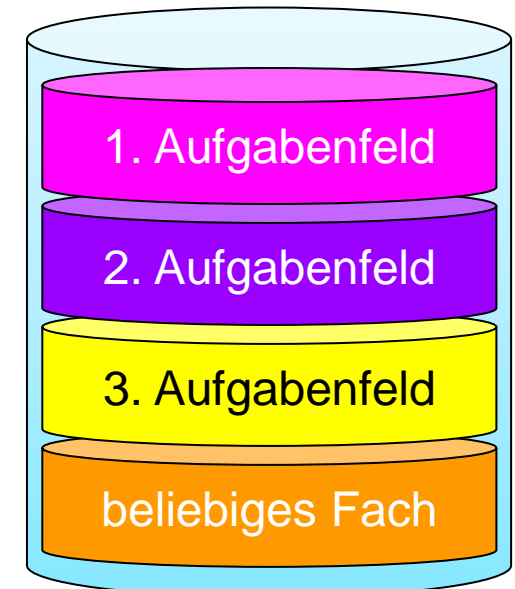 1. Aufgabenfeld
2. Aufgabenfeld
3. Aufgabenfeld
beliebiges Fach